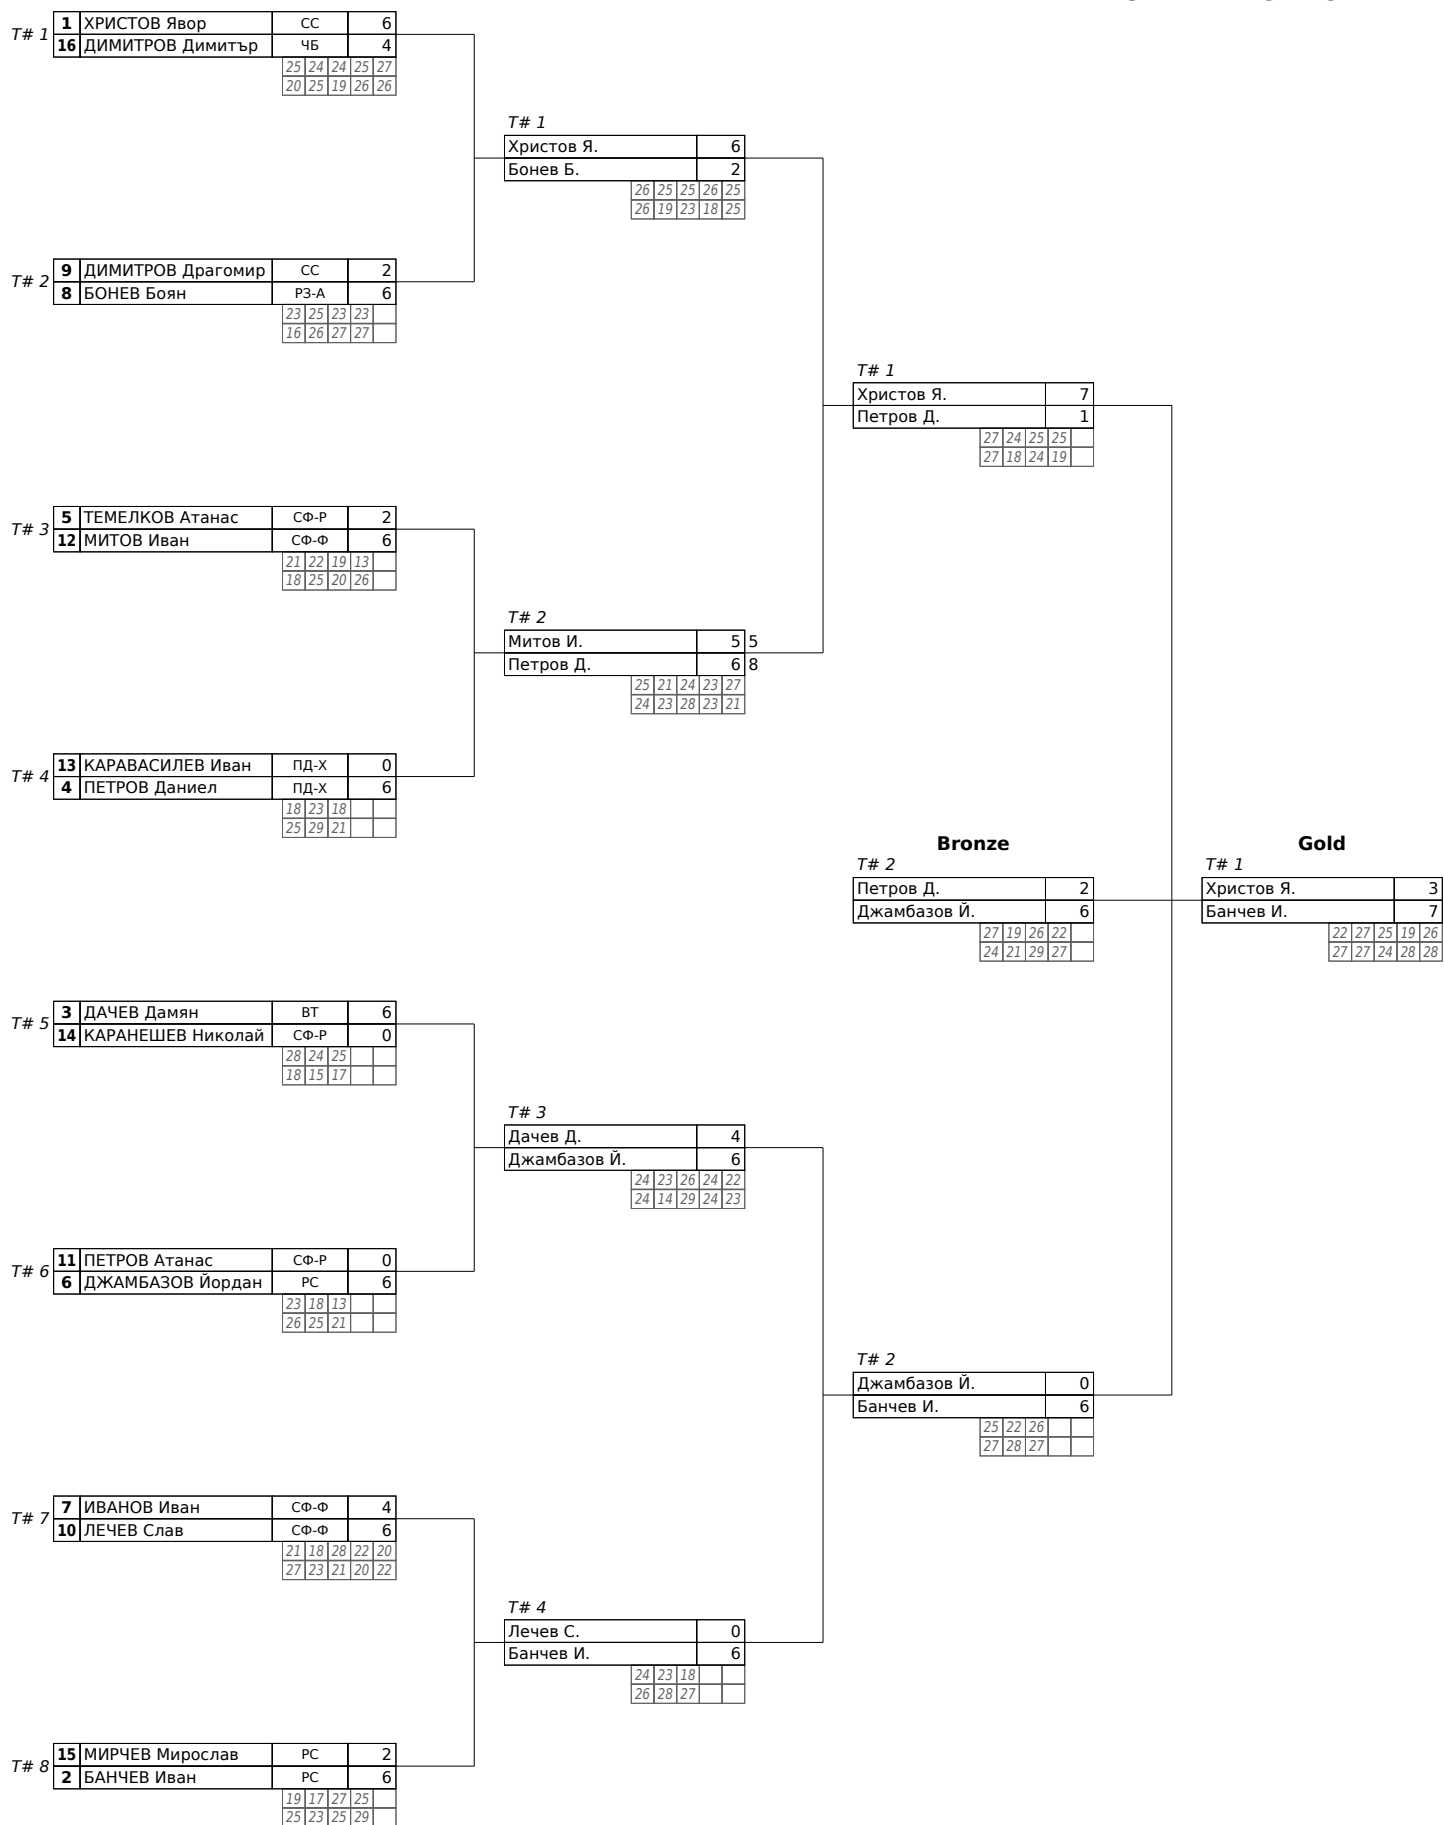 T# 1
1 ХРИСТОВ Явор СС 6
16 ДИМИТРОВ Димитър ЧБ 4
25 24 24 25 27
20 25 19 26 26
T# 1
Христов Я. 6
Бонев Б. 2
26 25 25 26 25
26 19 23 18 25
T# 2
9 ДИМИТРОВ Драгомир СС 2
8 БОНЕВ Боян РЗ-А 6
23 25 23 23
16 26 27 27
T# 1
Христов Я. 7
Петров Д. 1
27 24 25 25
27 18 24 19
T# 3
5 ТЕМЕЛКОВ Атанас СФ-Р 2
12 МИТОВ Иван СФ-Ф 6
21 22 19 13
18 25 20 26
T# 2
Митов И. 5 5
Петров Д. 6 8
25 21 24 23 27
24 23 28 23 21
T# 4
13 КАРАВАСИЛЕВ Иван ПД-Х 0
4 ПЕТРОВ Даниел ПД-Х 6
18 23 18
25 29 21
Bronze
T# 2
Петров Д. 2
Джамбазов Й. 6
27 19 26 22
24 21 29 27
Gold
T# 1
Христов Я. 3
Банчев И. 7
22 27 25 19 26
27 27 24 28 28
T# 5
3 ДАЧЕВ Дамян ВТ 6
14 КАРАНЕШЕВ Николай СФ-Р 0
28 24 25
18 15 17
T# 3
Дачев Д. 4
Джамбазов Й. 6
24 23 26 24 22
24 14 29 24 23
T# 6
11 ПЕТРОВ Атанас СФ-Р 0
6 ДЖАМБАЗОВ Йордан РС 6
23 18 13
26 25 21
T# 2
Джамбазов Й. 0
Банчев И. 6
25 22 26
27 28 27
T# 7
7 ИВАНОВ Иван СФ-Ф 4
10 ЛЕЧЕВ Слав СФ-Ф 6
21 18 28 22 20
27 23 21 20 22
T# 4
Лечев С. 0
Банчев И. 6
24 23 18
26 28 27
T# 8
15 МИРЧЕВ Мирослав РС 2
2 БАНЧЕВ Иван РС 6
19 17 27 25
25 23 25 29